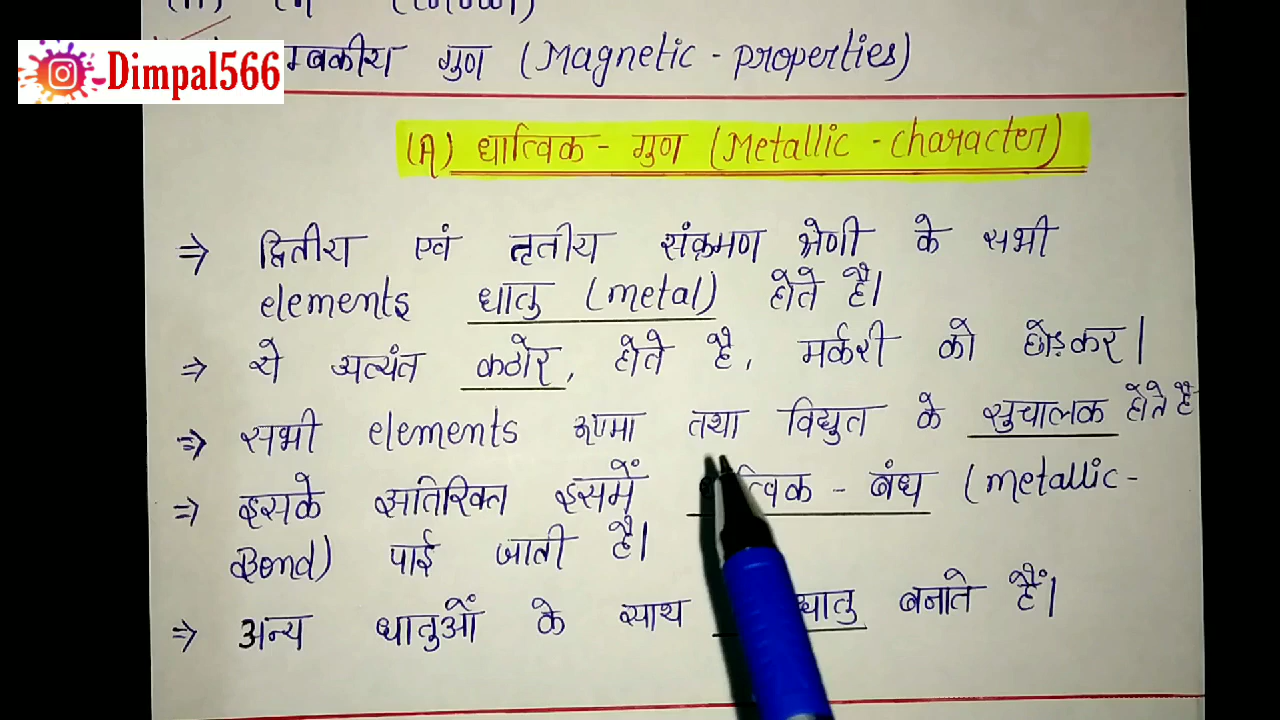 Dimpal566
म्बकीय गुण (Magnetic - properties)
(A) धात्विक - गुण (Metallic - character)
⇒ द्वितीय एवं तृतीय संक्रमण श्रेणी के सभी
elements धातु (metal) होते है।
⇒ ये अत्यंत कठोर, होते है, मर्करी को छोड़कर।
⇒ सभी elements ऊष्मा तथा विद्युत के सुचालक होते है
⇒ इसके अतिरिक्त इसमें त्विक - बंध (metallic -
Bond) पाई जाती है।
⇒ अन्य धातुओं के साथ धातु बनाते हैं।